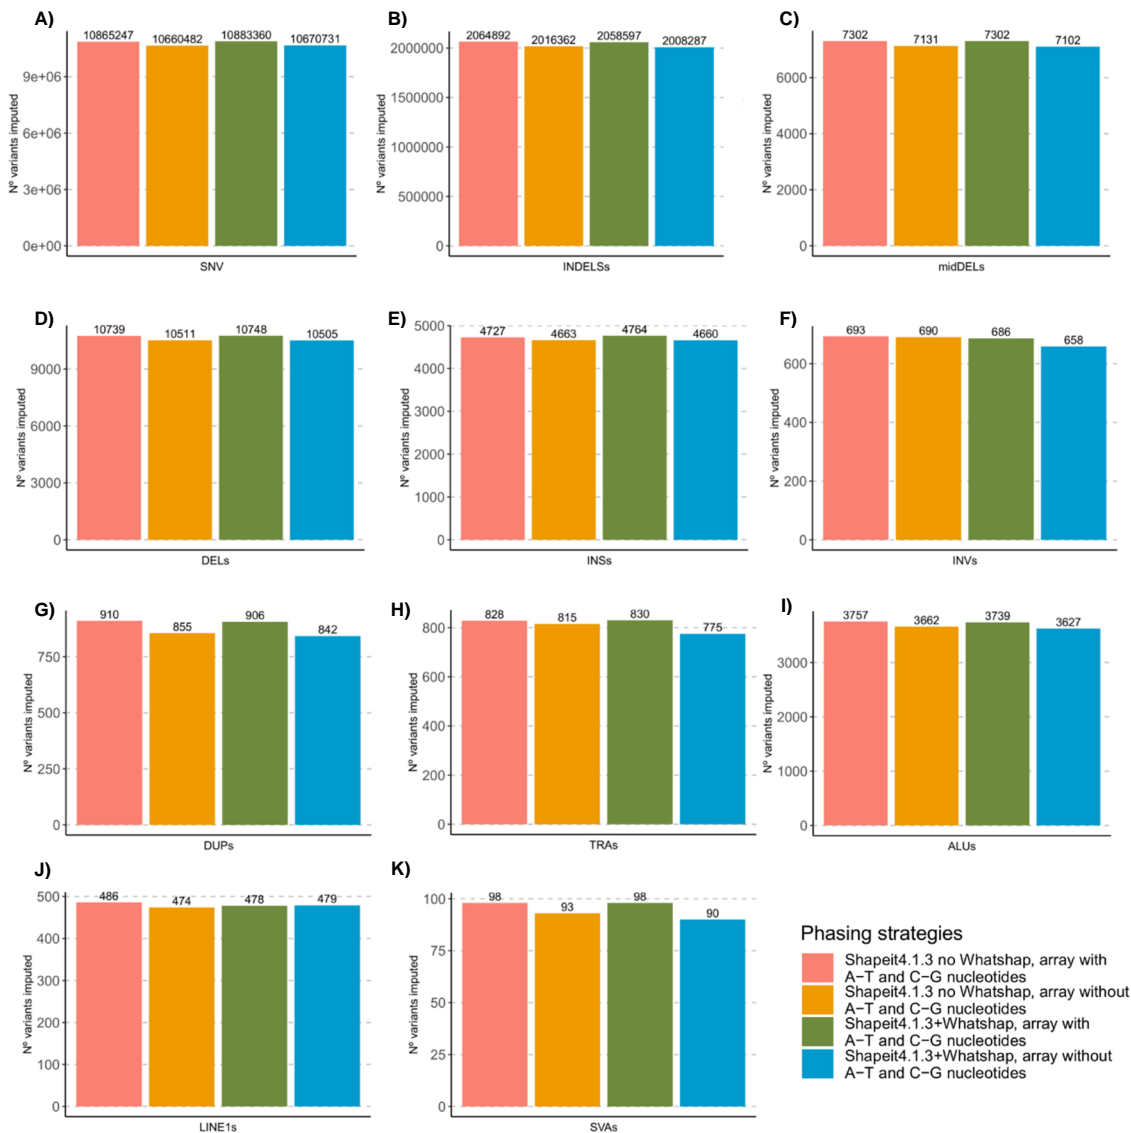 A)
10865247
10660482
10883360
10670731
9e+06
6e+06
3e+06
0e+00
Nº variants imputed
SNV
B)
2064892
2016362
2058597
2008287
2000000
1500000
1000000
500000
0
Nº variants imputed
INDELSs
C)
7302
7131
7302
7102
6000
4000
2000
0
Nº variants imputed
midDELs
D)
10739
10511
10748
10505
9000
6000
3000
0
Nº variants imputed
DELs
E)
4727
4663
4764
4660
5000
4000
3000
2000
1000
0
Nº variants imputed
INSs
F)
693
690
686
658
600
400
200
0
Nº variants imputed
INVs
G)
910
855
906
842
750
500
250
0
Nº variants imputed
DUPs
H)
828
815
830
775
800
600
400
200
0
Nº variants imputed
TRAs
I)
3757
3662
3739
3627
3000
2000
1000
0
Nº variants imputed
ALUs
J)
486
474
478
479
500
400
300
200
100
0
Nº variants imputed
LINE1s
K)
98
93
98
90
100
75
50
25
0
Nº variants imputed
SVAs
Phasing strategies
Shapeit4.1.3 no Whatshap, array with
A−T and C−G nucleotides
Shapeit4.1.3 no Whatshap, array without
A−T and C−G nucleotides
Shapeit4.1.3+Whatshap, array with
A−T and C−G nucleotides
Shapeit4.1.3+Whatshap, array without
A−T and C−G nucleotides